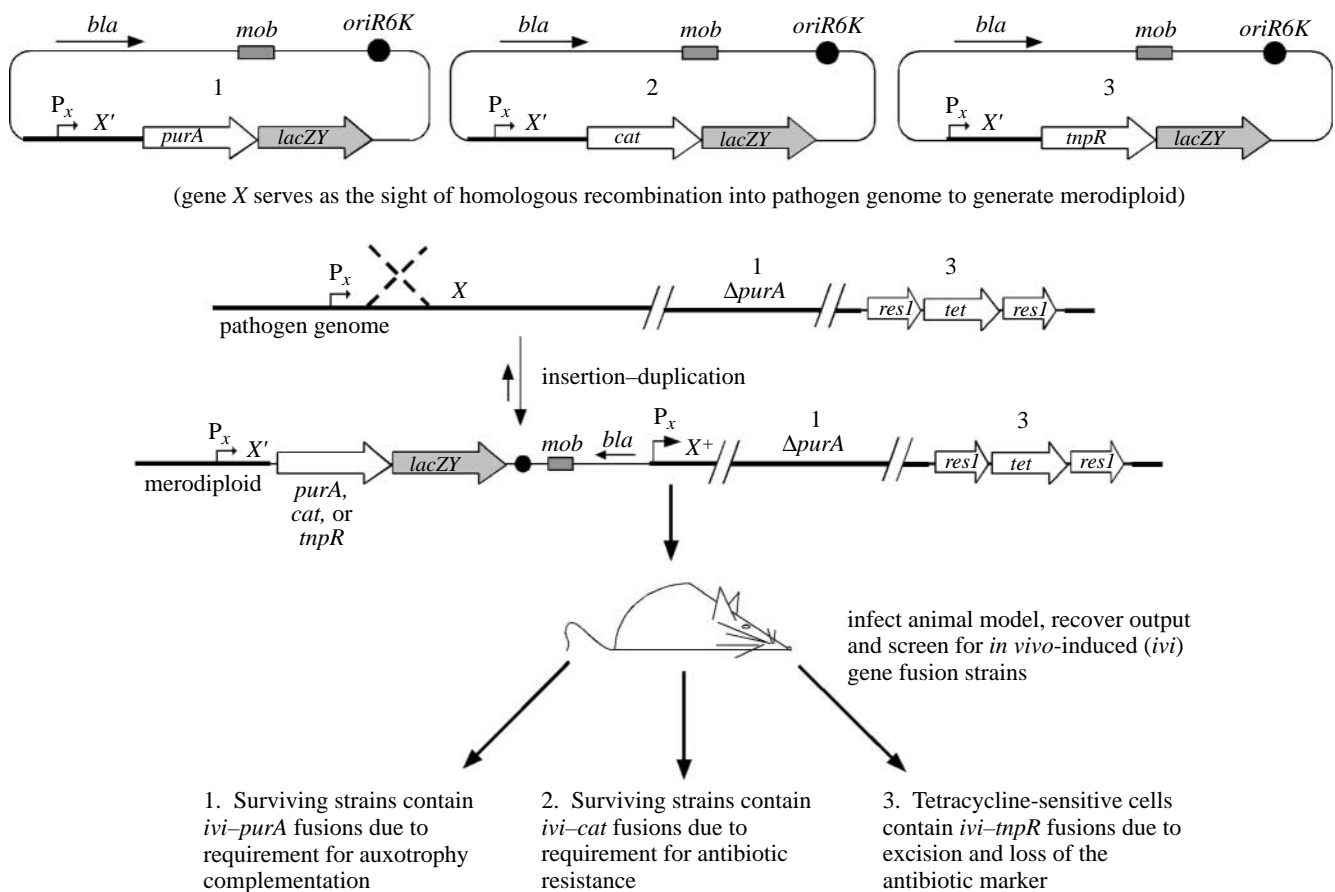 bla mob oriR6K bla mob oriR6K bla mob oriR6K
1 2 3
Px X' Px X' Px X'
purA lacZY cat lacZY tnpR lacZY
(gene X serves as the sight of homologous recombination into pathogen genome to generate merodiploid)
Px X 1 3
ΔpurA
res1 tet res1
pathogen genome
insertion–duplication
Px X' lacZY mob bla Px X+ 1 3
ΔpurA
res1 tet res1
merodiploid
purA,
cat, or
tnpR
infect animal model, recover output
and screen for in vivo-induced (ivi)
gene fusion strains
1. Surviving strains contain
ivi–purA fusions due to
requirement for auxotrophy
complementation
2. Surviving strains contain
ivi–cat fusions due to
requirement for antibiotic
resistance
3. Tetracycline-sensitive cells
contain ivi–tnpR fusions due to
excision and loss of the
antibiotic marker